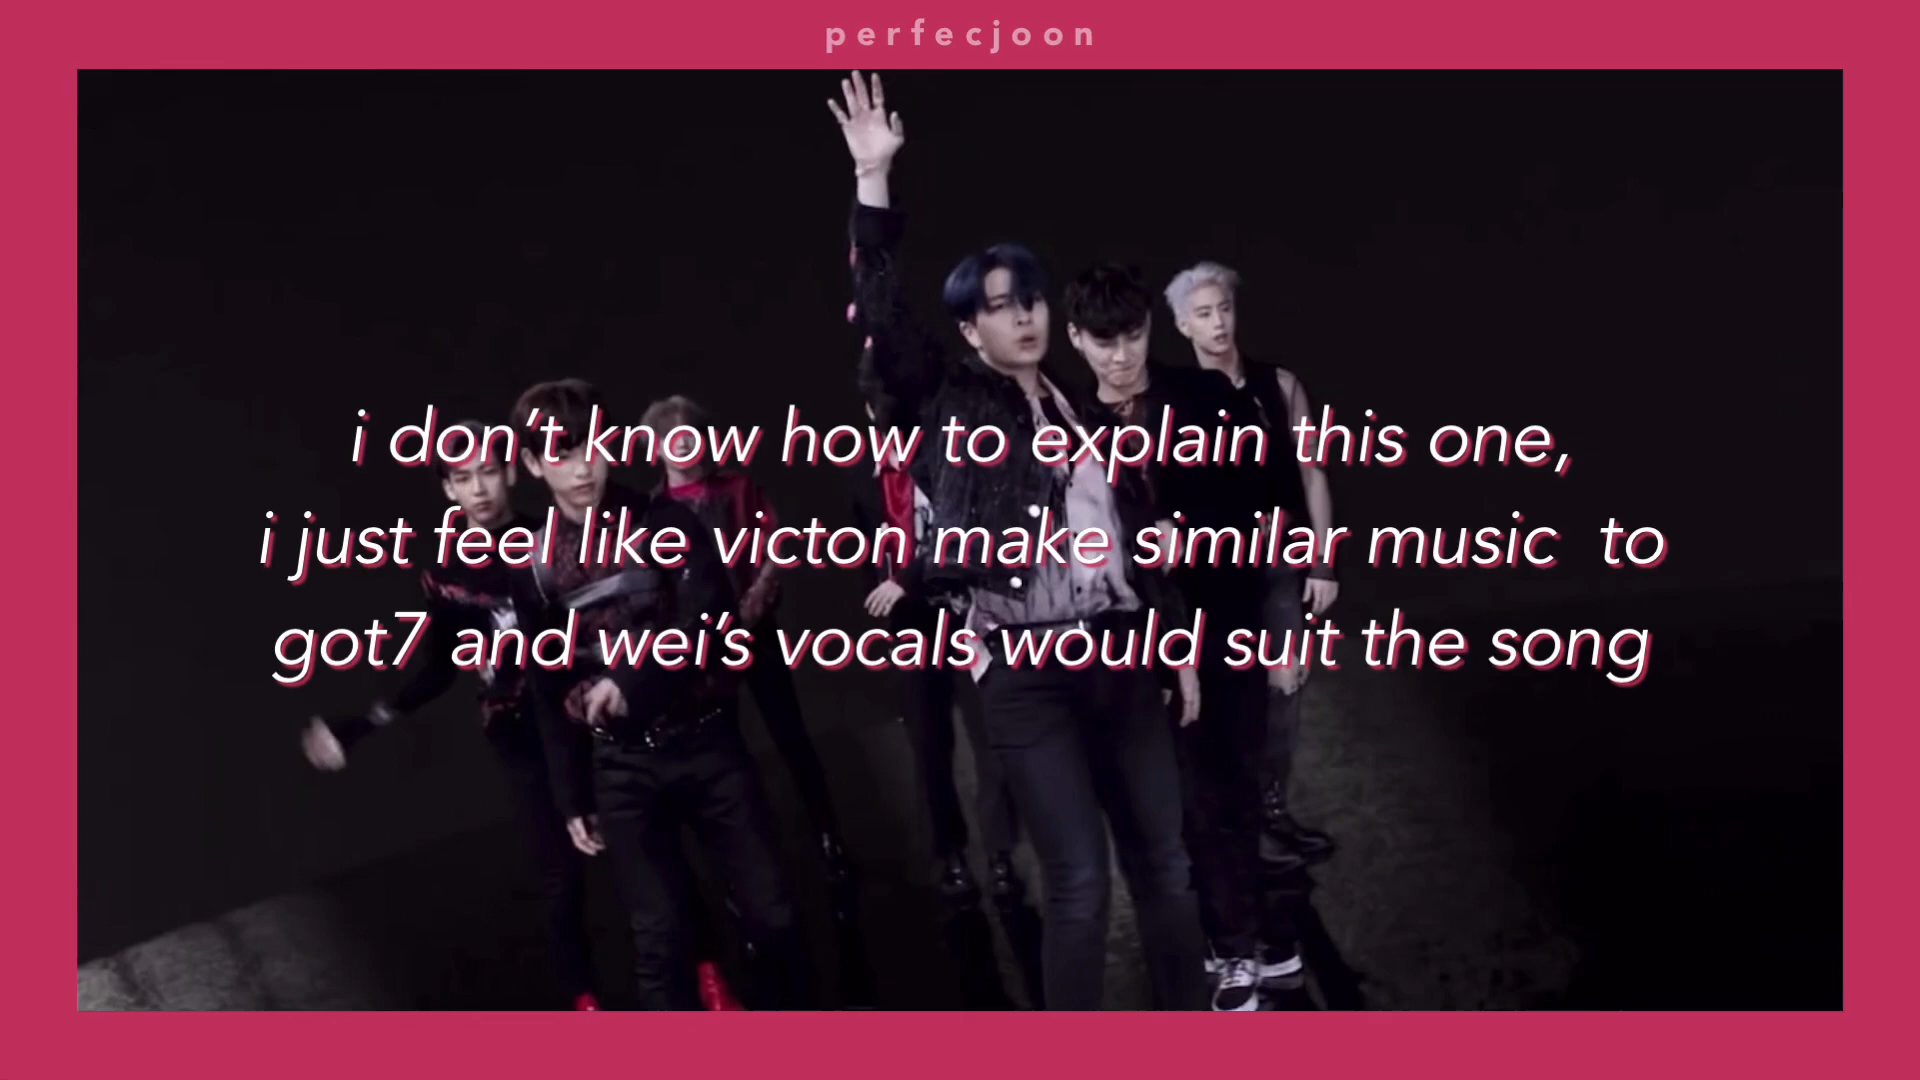 perfecjoon
i don’t know how to explain this one,
i just feel like victon make similar music  to
got7 and wei’s vocals would suit the song